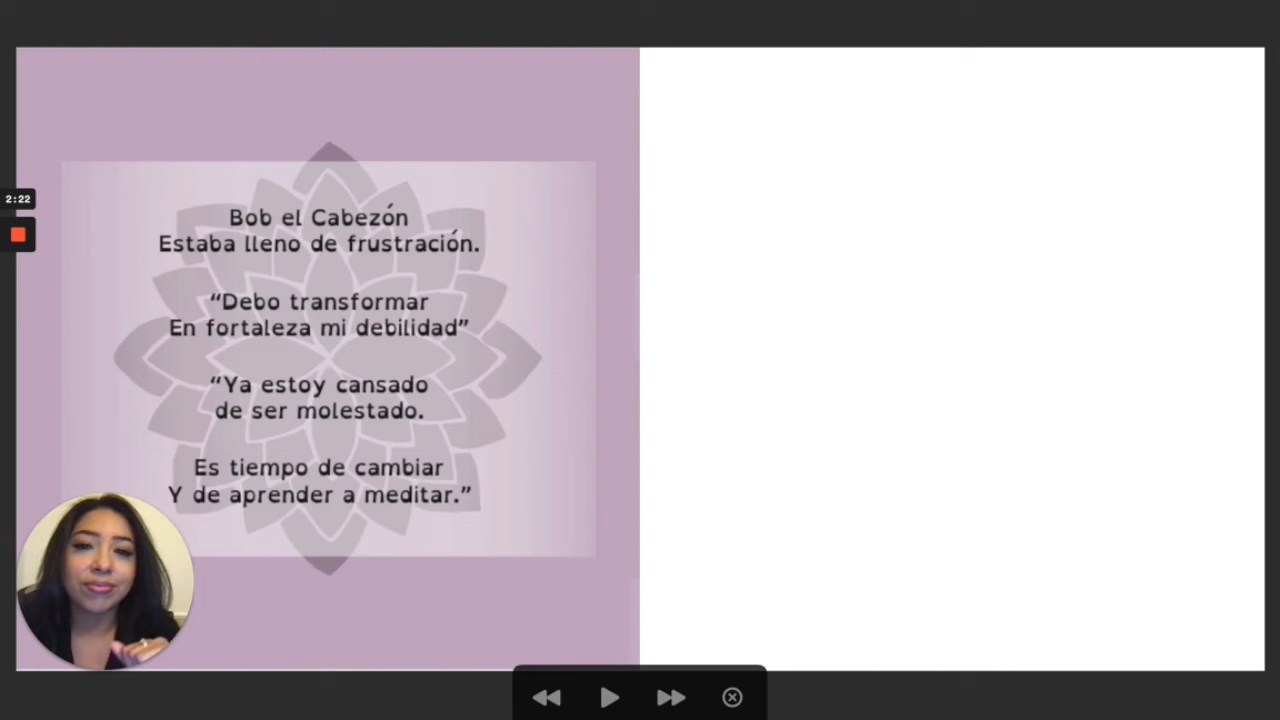 2:22
Bob el Cabezón
Estaba lleno de frustración.
“Debo transformar
En fortaleza mi debilidad”
“Ya estoy cansado
de ser molestado.
Es tiempo de cambiar
Y de aprender a meditar.”